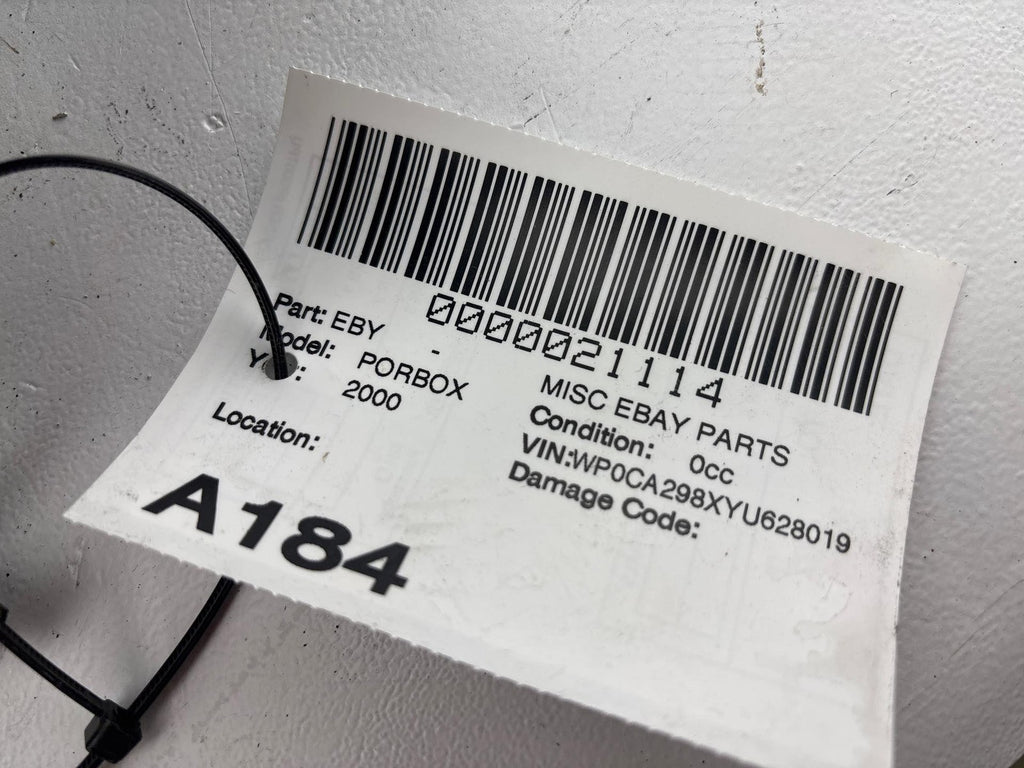 0000021114
Part: EBY - MISC EBAY PARTS
Model: PORBOX Condition: 0cc
2000 VIN:WP0CA298XYU628019
Location: Damage Code:
A184